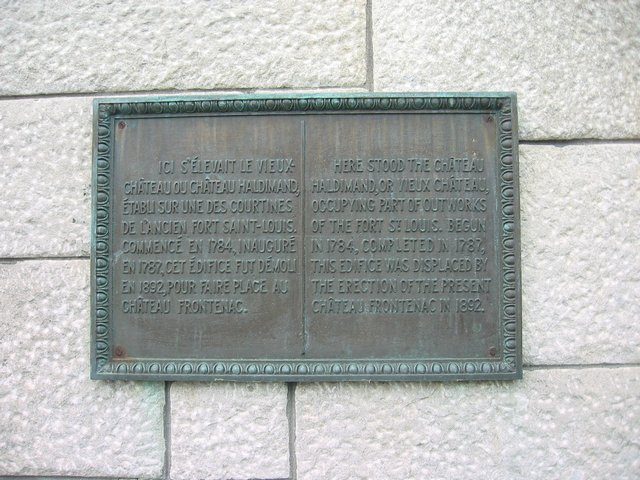 ICI S'ÉLEVAIT LE VIEUX-
CHÂTEAU OU CHÂTEAU HALDIMAND,
ÉTABLI SUR UNE DES COURTINES
DE L'ANCIEN FORT SAINT-LOUIS.
COMMENCÉ EN 1784, INAUGURÉ
EN 1787, CET ÉDIFICE FUT DÉMOLI
EN 1892, POUR FAIRE PLACE AU
CHÂTEAU FRONTENAC.
HERE STOOD THE CHÂTEAU
HALDIMAND, OR VIEUX CHÂTEAU,
OCCUPYING PART OF OUTWORKS
OF THE FORT ST LOUIS. BEGUN
IN 1784, COMPLETED IN 1787,
THIS EDIFICE WAS DISPLACED BY
THE ERECTION OF THE PRESENT
CHÂTEAU FRONTENAC IN 1892.